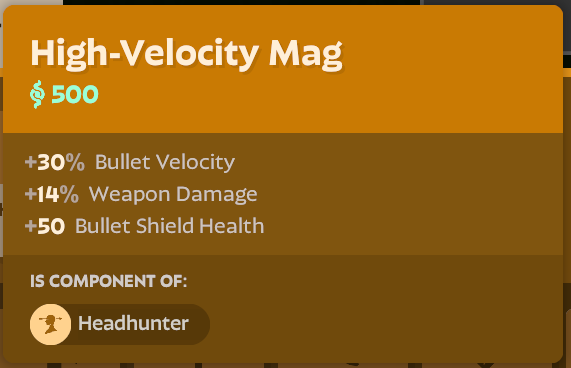 High-Velocity Mag
500
+30% Bullet Velocity
+14% Weapon Damage
+50 Bullet Shield Health
IS COMPONENT OF:
Headhunter